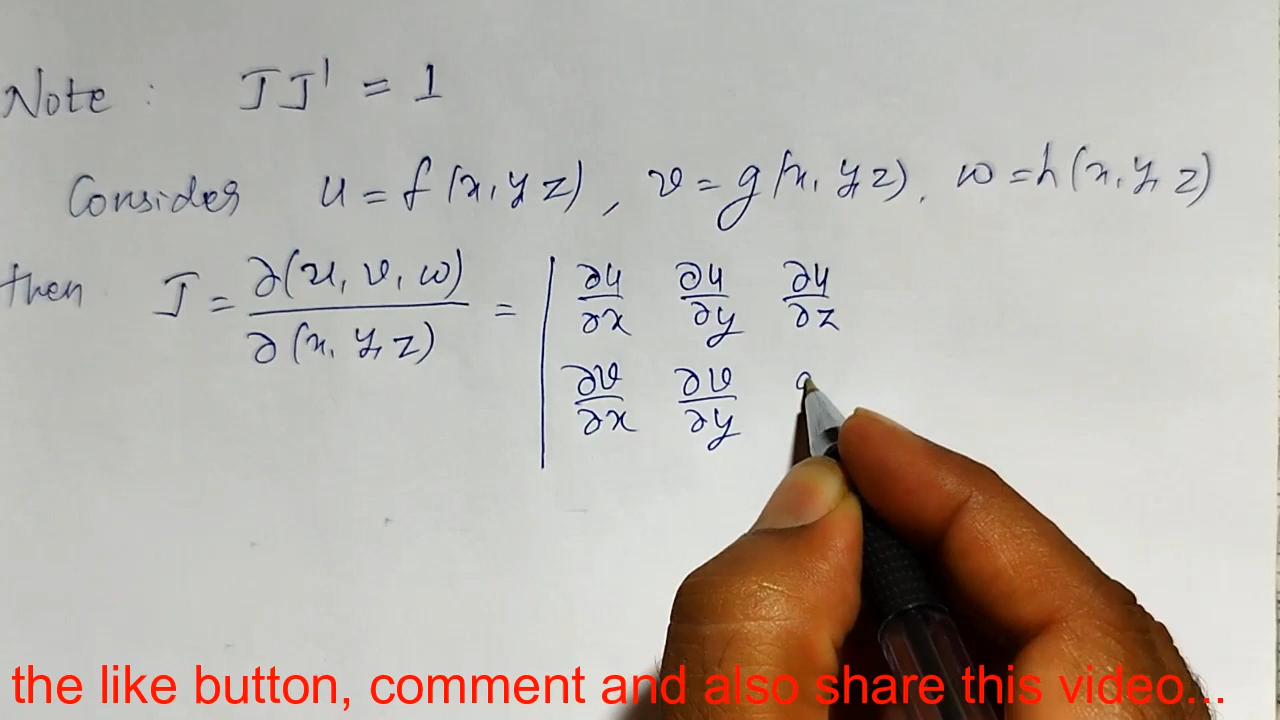 Note : JJ' = 1
Consider u = f(x, y, z), v = g(x, y, z), w = h(x, y, z)
then J = ∂(u, v, w)/∂(x, y, z) = | ∂u/∂x ∂u/∂y ∂u/∂z
∂v/∂x ∂v/∂y ∂
the like button, comment and also share this video...